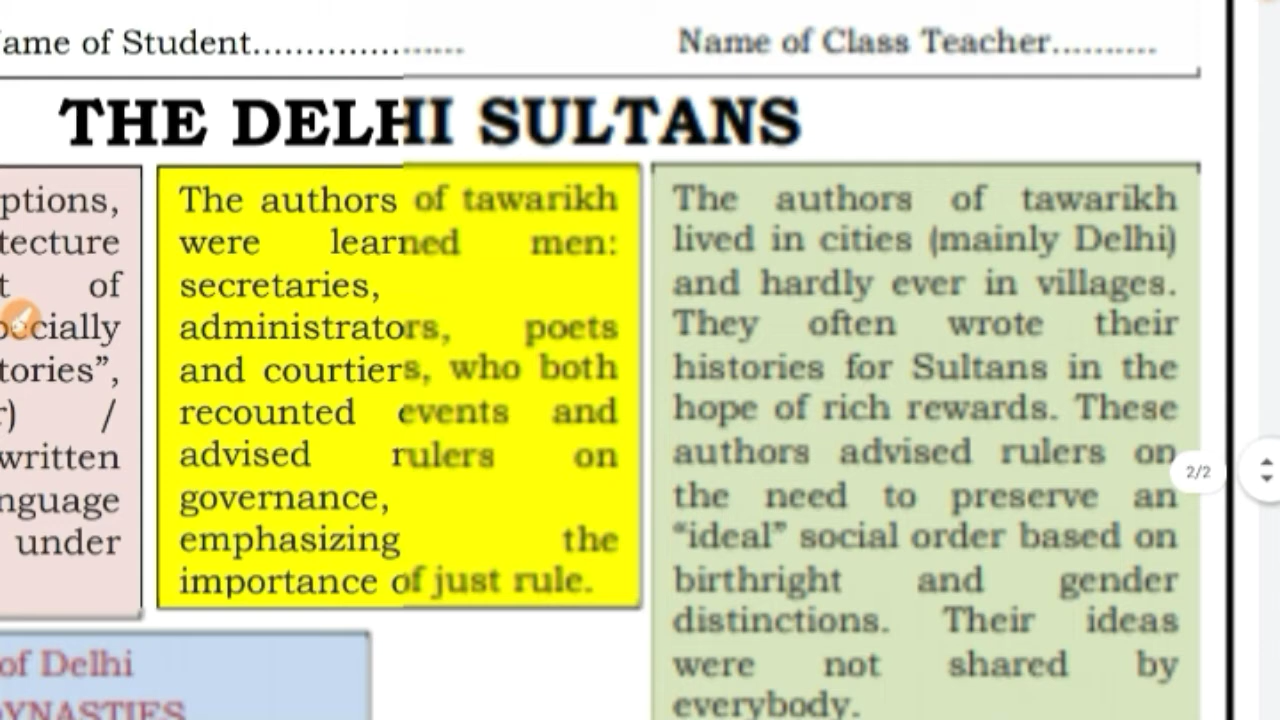 ame of Student.....................
Name of Class Teacher..........
THE DELHI SULTANS
ptions,
tecture
t of
ecially
tories”,
r) /
written
nguage
under
The authors of tawarikh
were learned men:
secretaries,
administrators, poets
and courtiers, who both
recounted events and
advised rulers on
governance,
emphasizing the
importance of just rule.
The authors of tawarikh
lived in cities (mainly Delhi)
and hardly ever in villages.
They often wrote their
histories for Sultans in the
hope of rich rewards. These
authors advised rulers on
the need to preserve an
“ideal” social order based on
birthright and gender
distinctions. Their ideas
were not shared by
everybody.
2/2
of Delhi
DYNASTIES